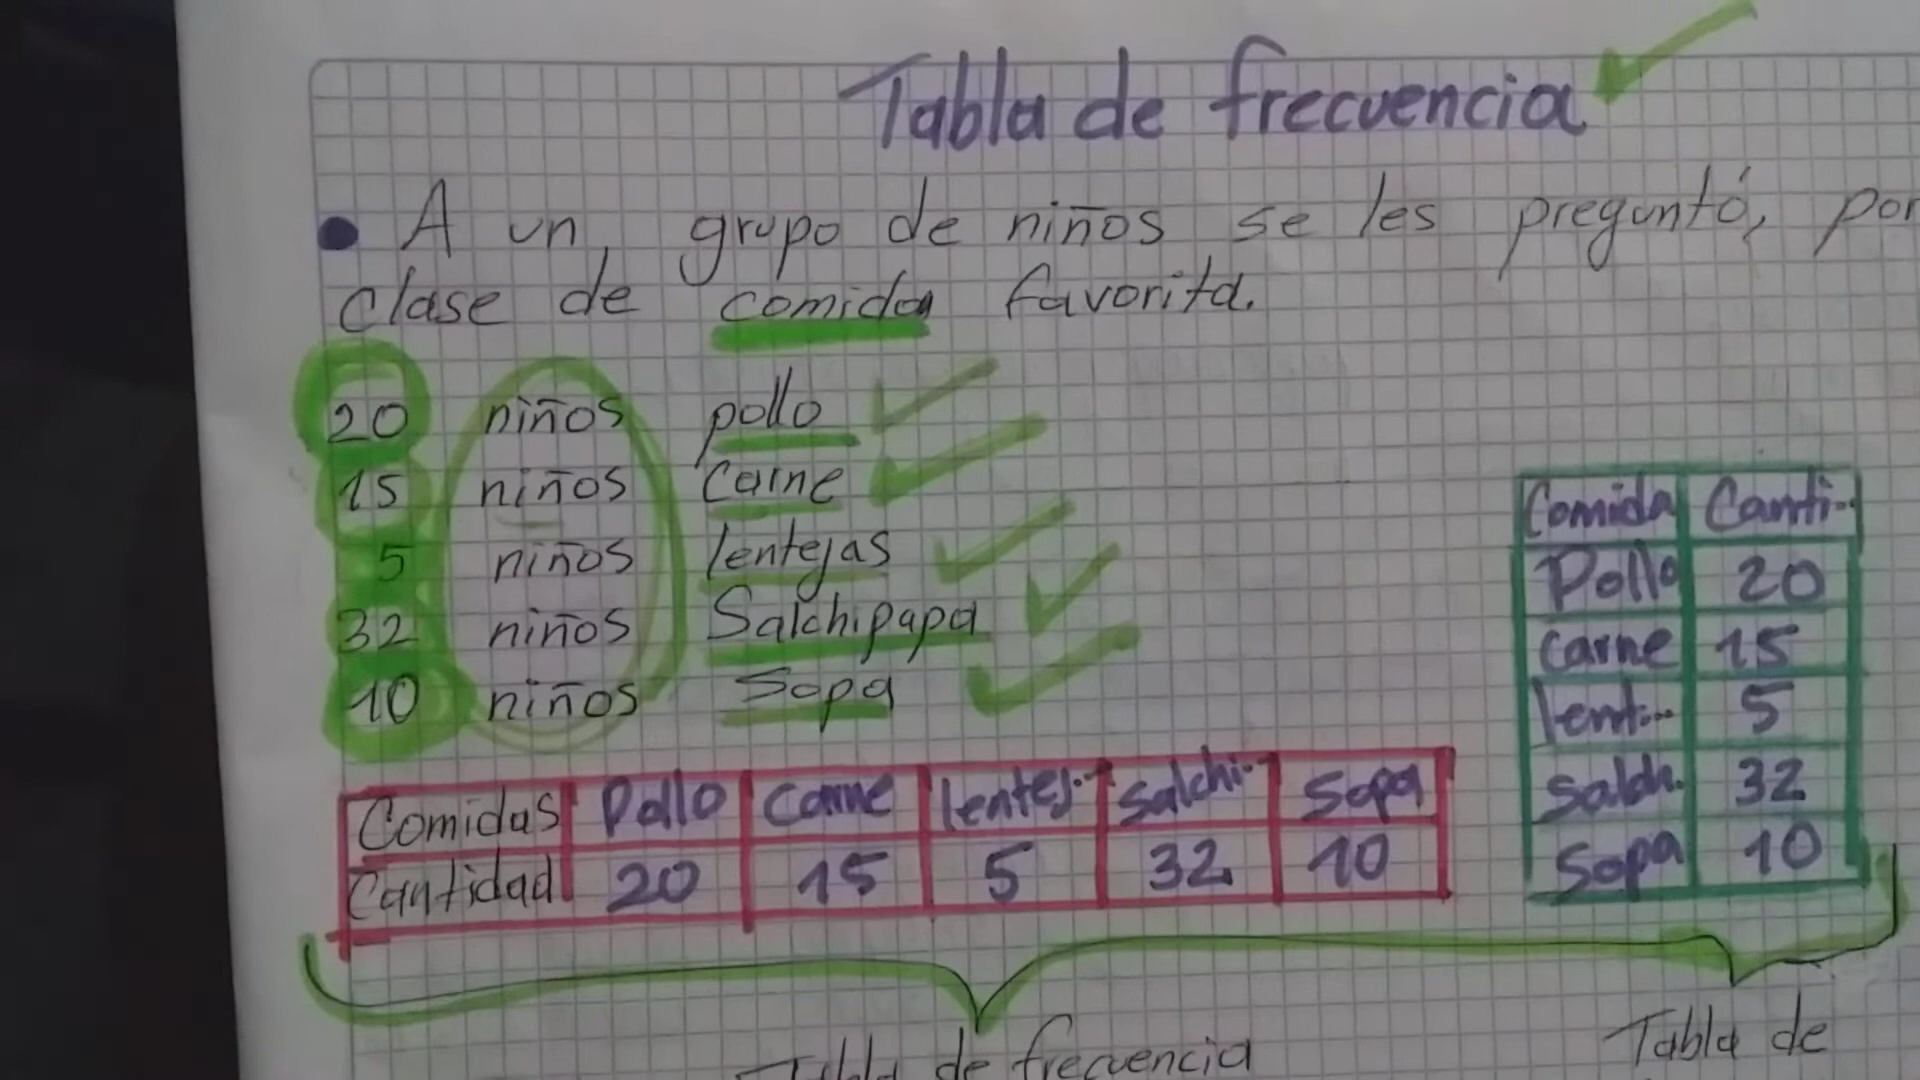 Tabla de frecuencia
A un grupo de niños se les preguntó, por
clase de comida favorita.
20 niños pollo
15 niños carne
5 niños lentejas
32 niños Salchipapa
10 niños Sopa
Comida Canti...
Pollo 20
Carne 15
lent... 5
Salch. 32
Sopa 10
Comidas Pollo Carne lentej.. Salchi.. Sopa
Cantidad 20 15 5 32 10
Tabla de frecuencia
Tabla de